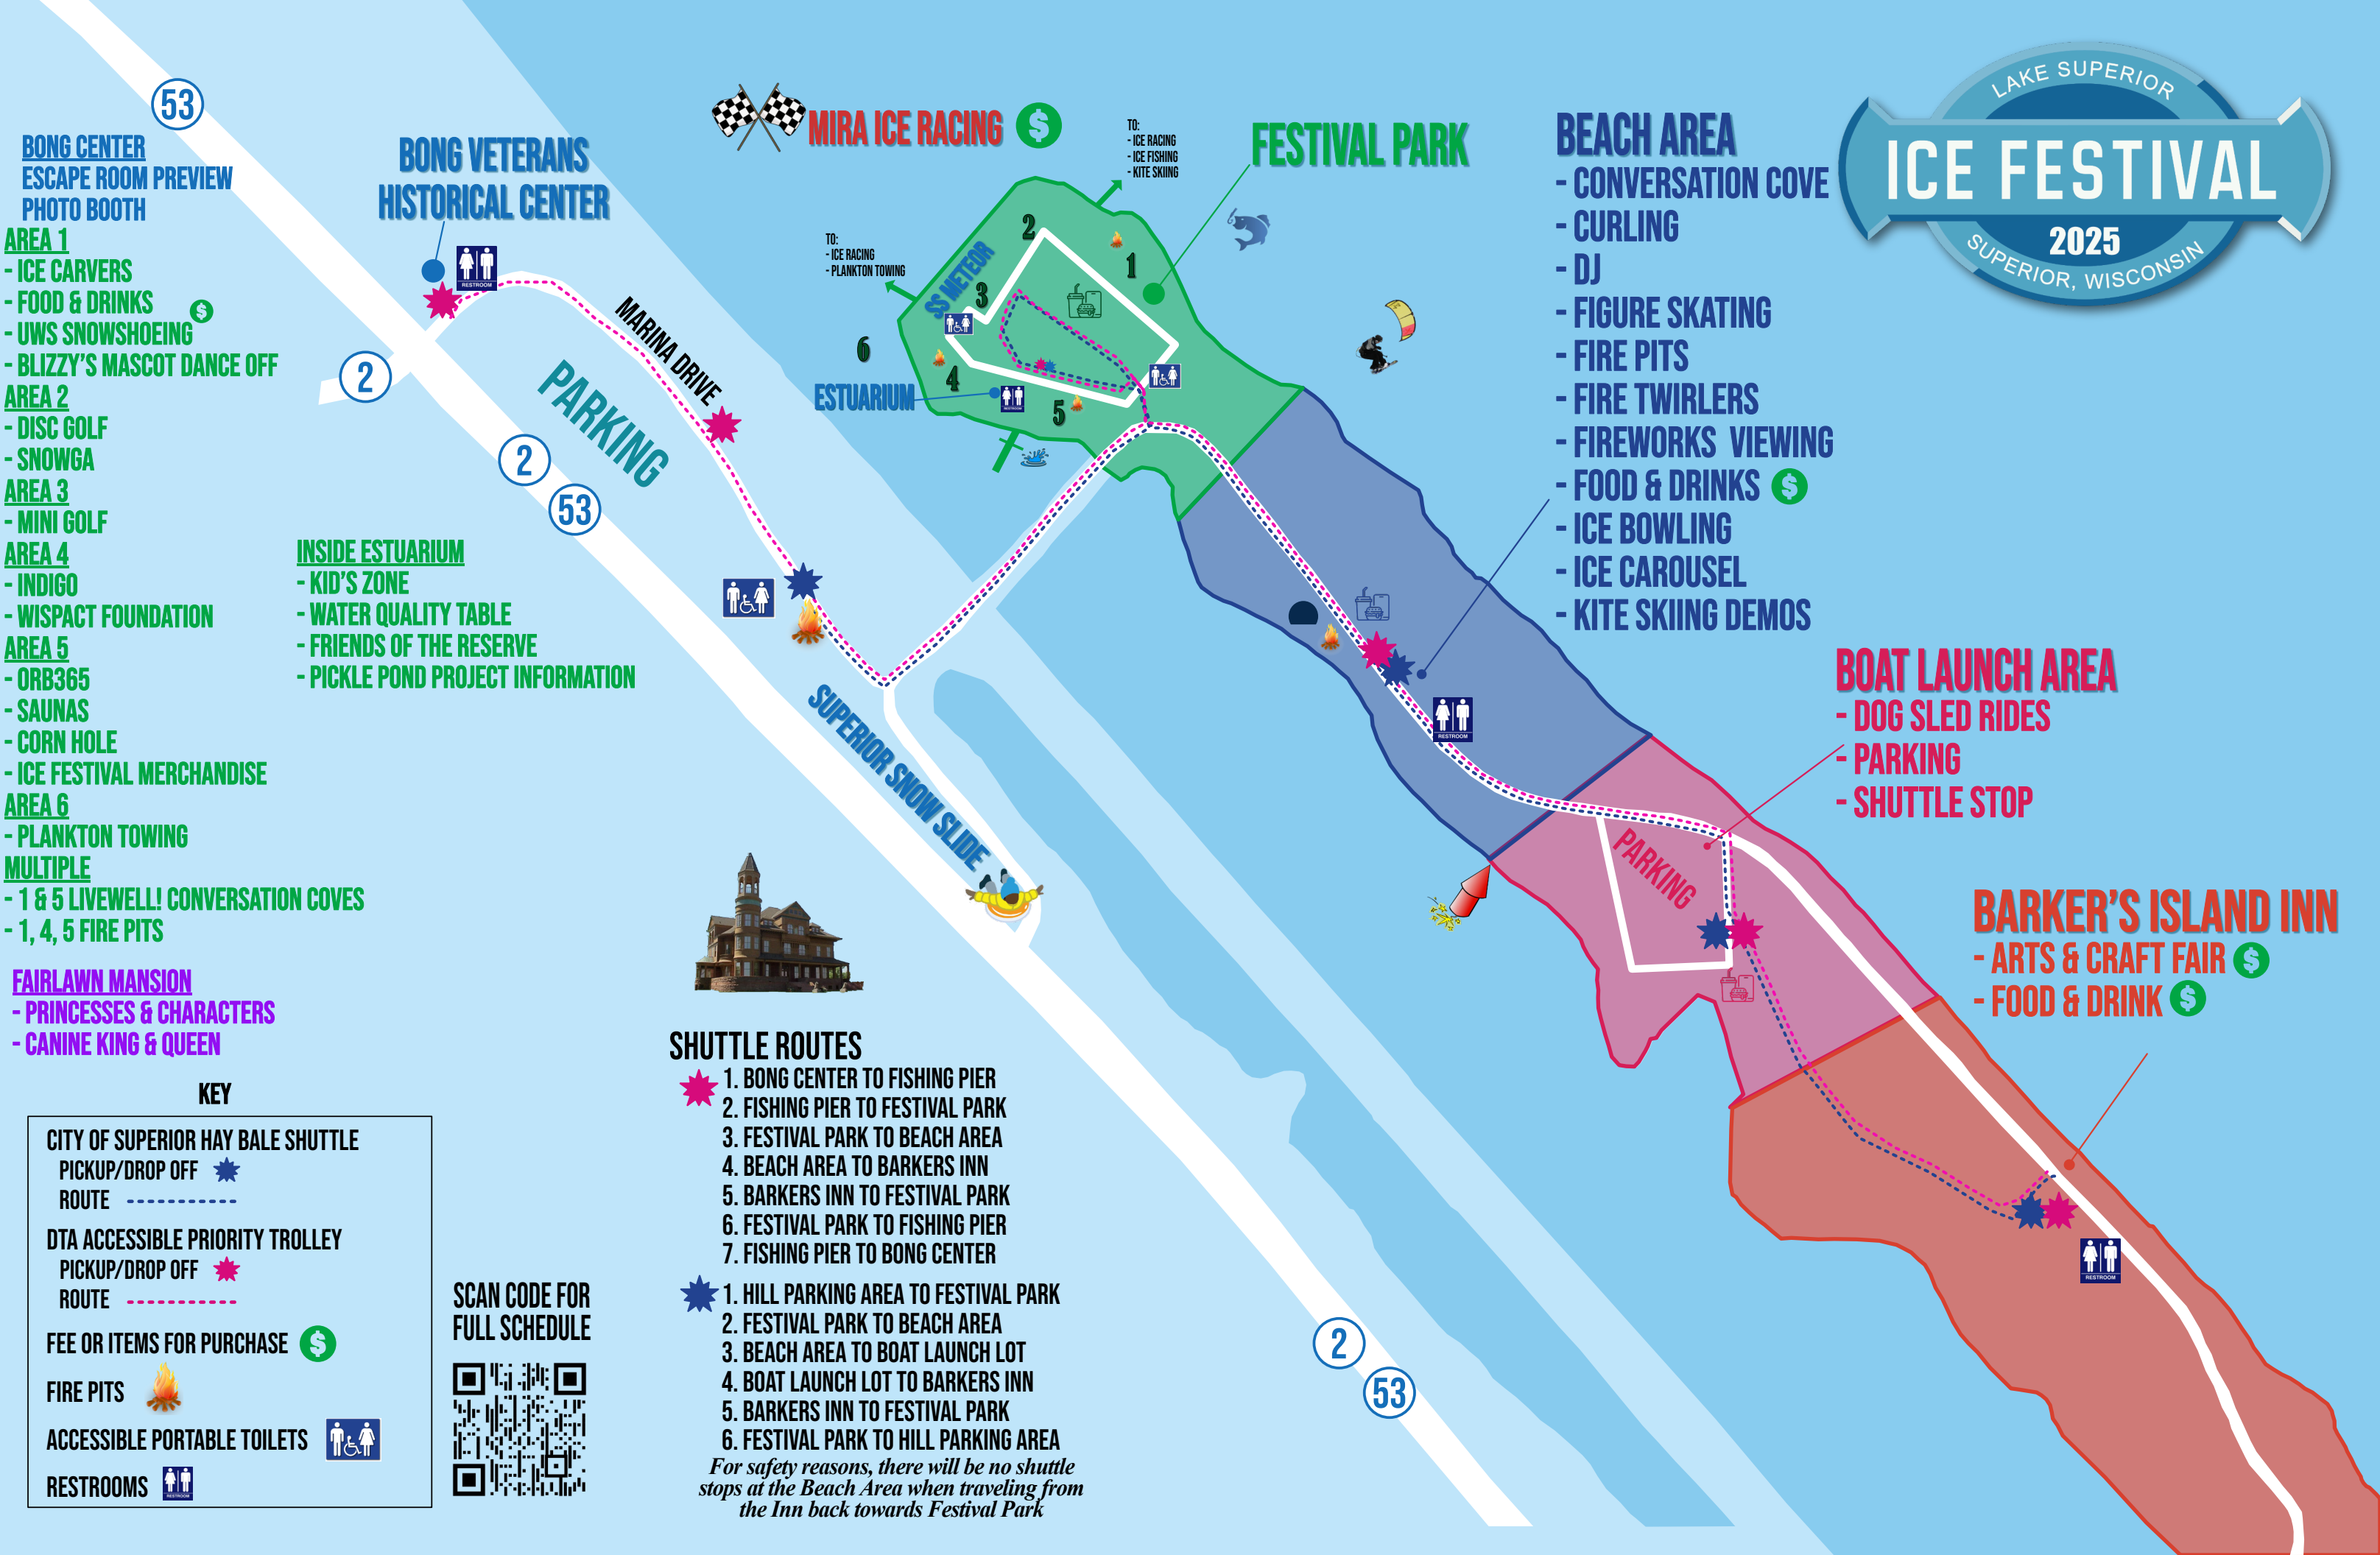 LAKE SUPERIOR
ICE FESTIVAL
2025
SUPERIOR, WISCONSIN
53
BONG CENTER
ESCAPE ROOM PREVIEW
PHOTO BOOTH
AREA 1
- ICE CARVERS
- FOOD & DRINKS $
- UWS SNOWSHOEING
- BLIZZY'S MASCOT DANCE OFF
AREA 2
- DISC GOLF
- SNOWGA
AREA 3
- MINI GOLF
AREA 4
- INDIGO
- WISPACT FOUNDATION
AREA 5
- ORB365
- SAUNAS
- CORN HOLE
- ICE FESTIVAL MERCHANDISE
AREA 6
- PLANKTON TOWING
MULTIPLE
- 1 & 5 LIVEWELL! CONVERSATION COVES
- 1, 4, 5 FIRE PITS
FAIRLAWN MANSION
- PRINCESSES & CHARACTERS
- CANINE KING & QUEEN
INSIDE ESTUARIUM
- KID'S ZONE
- WATER QUALITY TABLE
- FRIENDS OF THE RESERVE
- PICKLE POND PROJECT INFORMATION
BONG VETERANS
HISTORICAL CENTER
RESTROOM
2
MARINA DRIVE
PARKING
2
53
SUPERIOR SNOW SLIDE
MIRA ICE RACING $
TO:
- ICE RACING
- ICE FISHING
- KITE SKIING
TO:
- ICE RACING
- PLANKTON TOWING
FESTIVAL PARK
SS METEOR
2
1
3
6
4
5
ESTUARIUM
RESTROOM
BEACH AREA
- CONVERSATION COVE
- CURLING
- DJ
- FIGURE SKATING
- FIRE PITS
- FIRE TWIRLERS
- FIREWORKS VIEWING
- FOOD & DRINKS $
- ICE BOWLING
- ICE CAROUSEL
- KITE SKIING DEMOS
RESTROOM
BOAT LAUNCH AREA
- DOG SLED RIDES
- PARKING
- SHUTTLE STOP
PARKING
BARKER'S ISLAND INN
- ARTS & CRAFT FAIR $
- FOOD & DRINK $
RESTROOM
2
53
SHUTTLE ROUTES
1. BONG CENTER TO FISHING PIER
2. FISHING PIER TO FESTIVAL PARK
3. FESTIVAL PARK TO BEACH AREA
4. BEACH AREA TO BARKERS INN
5. BARKERS INN TO FESTIVAL PARK
6. FESTIVAL PARK TO FISHING PIER
7. FISHING PIER TO BONG CENTER
1. HILL PARKING AREA TO FESTIVAL PARK
2. FESTIVAL PARK TO BEACH AREA
3. BEACH AREA TO BOAT LAUNCH LOT
4. BOAT LAUNCH LOT TO BARKERS INN
5. BARKERS INN TO FESTIVAL PARK
6. FESTIVAL PARK TO HILL PARKING AREA
For safety reasons, there will be no shuttle
stops at the Beach Area when traveling from
the Inn back towards Festival Park
KEY
CITY OF SUPERIOR HAY BALE SHUTTLE
PICKUP/DROP OFF
ROUTE
DTA ACCESSIBLE PRIORITY TROLLEY
PICKUP/DROP OFF
ROUTE
FEE OR ITEMS FOR PURCHASE $
FIRE PITS
ACCESSIBLE PORTABLE TOILETS
RESTROOMS
RESTROOM
SCAN CODE FOR
FULL SCHEDULE